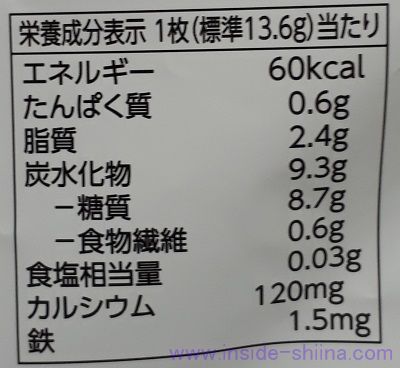 栄養成分表示 1枚(標準13.6g)当たり
エネルギー 60kcal
たんぱく質 0.6g
脂質 2.4g
炭水化物 9.3g
－糖質 8.7g
－食物繊維 0.6g
食塩相当量 0.03g
カルシウム 120mg
鉄 1.5mg
www.inside-shiina.com